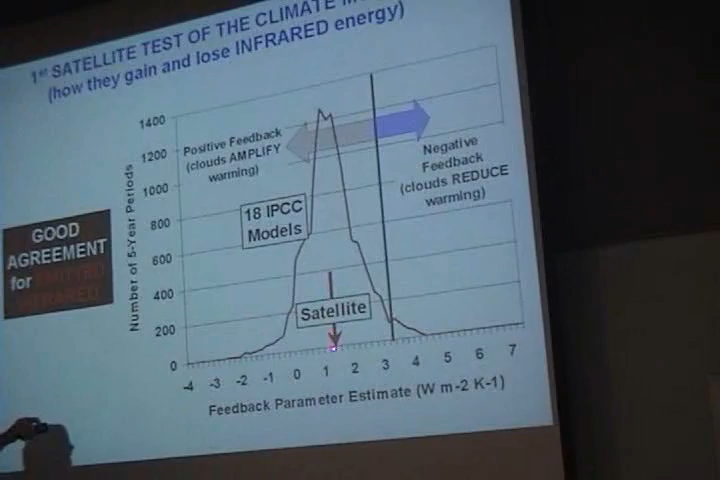 1st SATELLITE TEST OF THE CLIMATE
(how they gain and lose INFRARED energy)
GOOD
AGREEMENT
for EMITTED
INFRARED
Number of 5-Year Periods
1400
1200
1000
800
600
400
200
0
Positive Feedback
(clouds AMPLIFY
warming)
Negative
Feedback
(clouds REDUCE
warming)
18 IPCC
Models
Satellite
-4 -3 -2 -1 0 1 2 3 4 5 6 7
Feedback Parameter Estimate (W m-2 K-1)